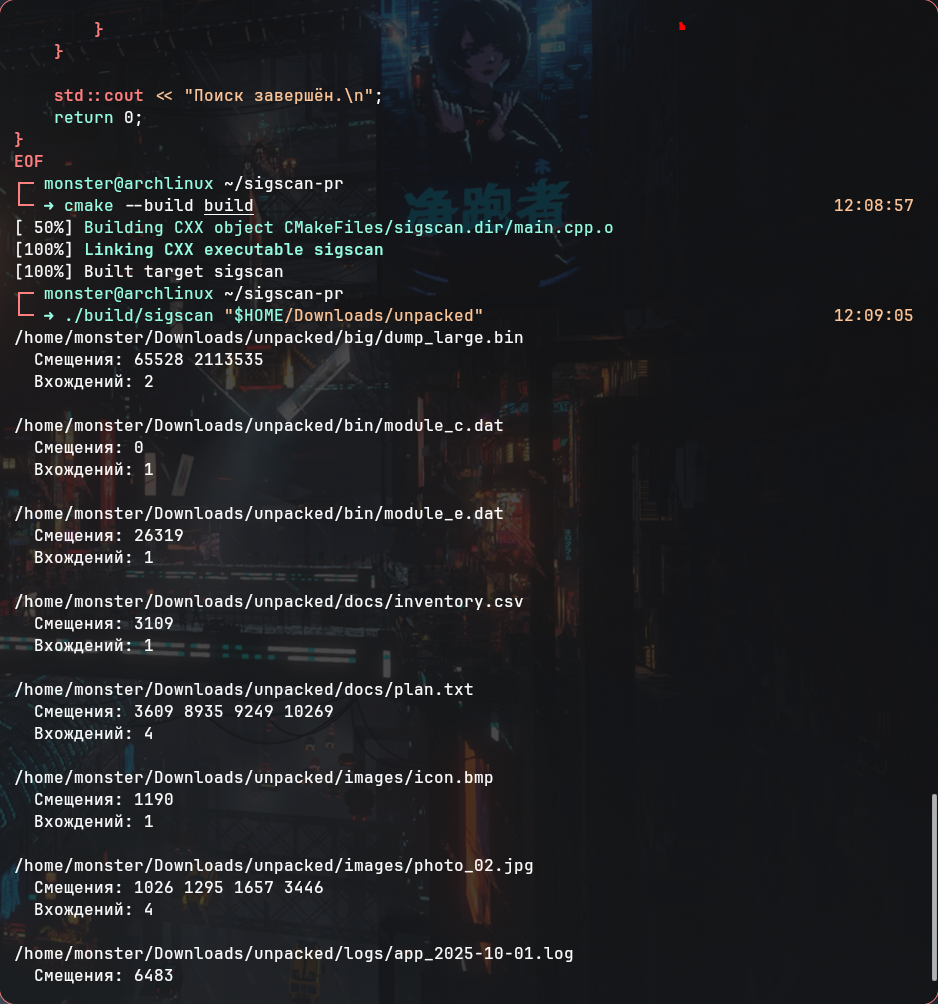 }
    }

    std::cout << "Поиск завершён.\n";
    return 0;
}
EOF
monster@archlinux ~/sigscan-pr
➜ cmake --build build 12:08:57
[ 50%] Building CXX object CMakeFiles/sigscan.dir/main.cpp.o
[100%] Linking CXX executable sigscan
[100%] Built target sigscan
monster@archlinux ~/sigscan-pr
➜ ./build/sigscan "$HOME/Downloads/unpacked" 12:09:05
/home/monster/Downloads/unpacked/big/dump_large.bin
  Смещения: 65528 2113535
  Вхождений: 2

/home/monster/Downloads/unpacked/bin/module_c.dat
  Смещения: 0
  Вхождений: 1

/home/monster/Downloads/unpacked/bin/module_e.dat
  Смещения: 26319
  Вхождений: 1

/home/monster/Downloads/unpacked/docs/inventory.csv
  Смещения: 3109
  Вхождений: 1

/home/monster/Downloads/unpacked/docs/plan.txt
  Смещения: 3609 8935 9249 10269
  Вхождений: 4

/home/monster/Downloads/unpacked/images/icon.bmp
  Смещения: 1190
  Вхождений: 1

/home/monster/Downloads/unpacked/images/photo_02.jpg
  Смещения: 1026 1295 1657 3446
  Вхождений: 4

/home/monster/Downloads/unpacked/logs/app_2025-10-01.log
  Смещения: 6483
净跑者